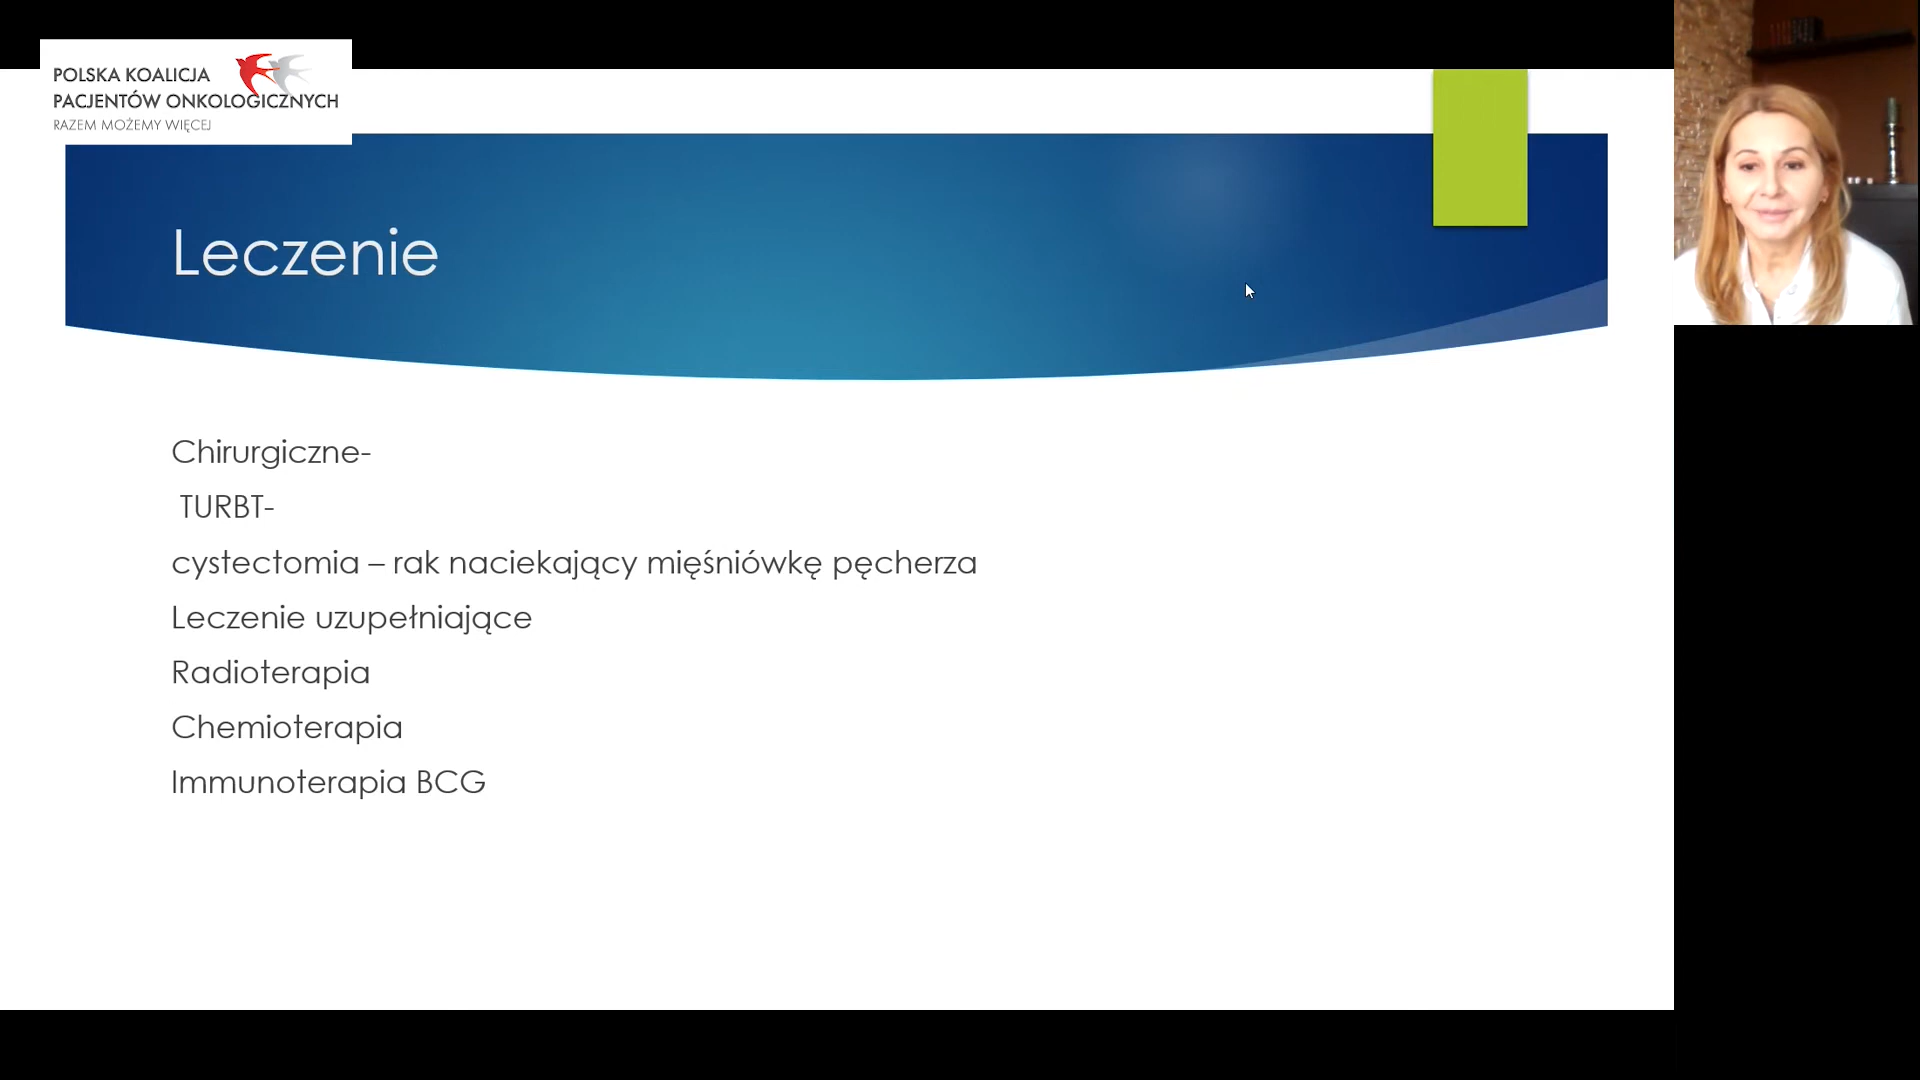 POLSKA KOALICJA
PACJENTÓW ONKOLOGICZNYCH
RAZEM MOŻEMY WIĘCEJ
Leczenie
Chirurgiczne-
TURBT-
cystectomia – rak naciekający mięśniówkę pęcherza
Leczenie uzupełniające
Radioterapia
Chemioterapia
Immunoterapia BCG